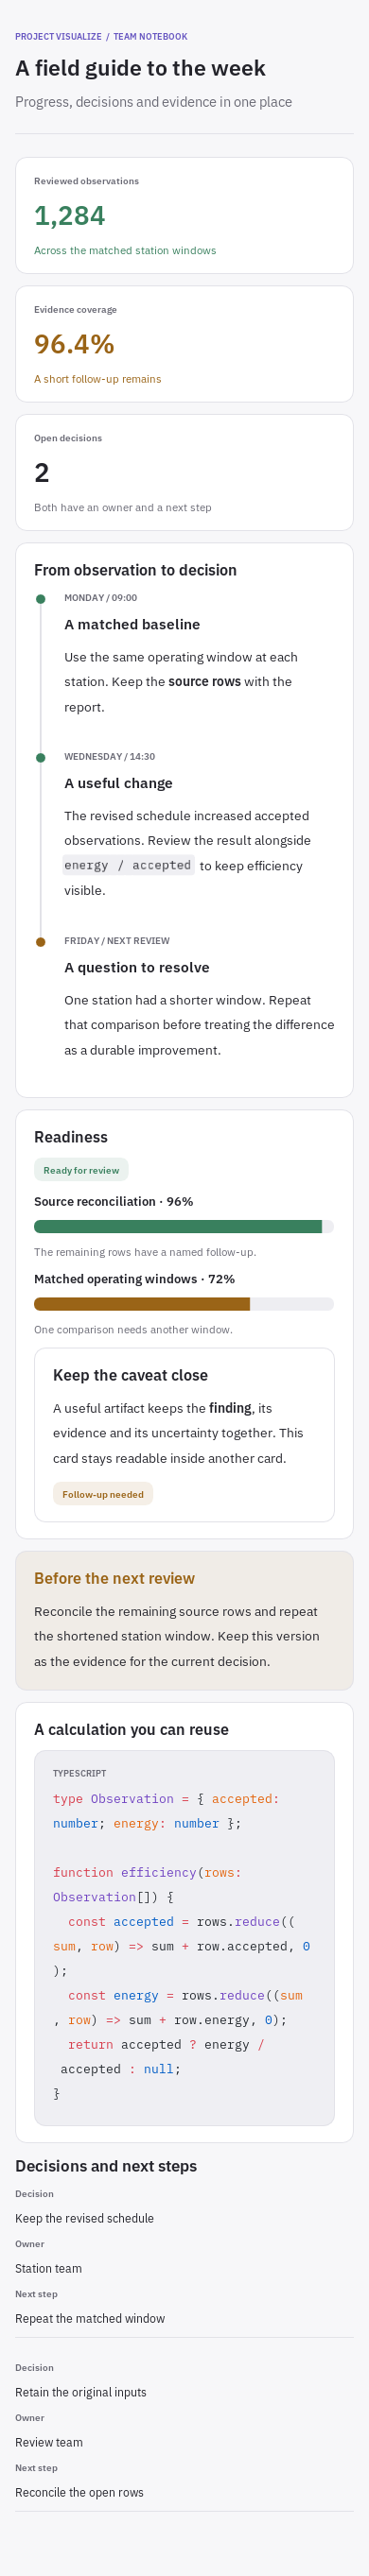 PROJECT VISUALIZE / TEAM NOTEBOOK
A field guide to the week
Progress, decisions and evidence in one place
Reviewed observations
1,284
Across the matched station windows
Evidence coverage
96.4%
A short follow-up remains
Open decisions
2
Both have an owner and a next step
From observation to decision
MONDAY / 09:00
A matched baseline
Use the same operating window at each
station. Keep the source rows with the
report.
WEDNESDAY / 14:30
A useful change
The revised schedule increased accepted
observations. Review the result alongside
energy / accepted to keep efficiency
visible.
FRIDAY / NEXT REVIEW
A question to resolve
One station had a shorter window. Repeat
that comparison before treating the difference
as a durable improvement.
Readiness
Ready for review
Source reconciliation · 96%
The remaining rows have a named follow-up.
Matched operating windows · 72%
One comparison needs another window.
Keep the caveat close
A useful artifact keeps the finding, its
evidence and its uncertainty together. This
card stays readable inside another card.
Follow-up needed
Before the next review
Reconcile the remaining source rows and repeat
the shortened station window. Keep this version
as the evidence for the current decision.
A calculation you can reuse
TYPESCRIPT
type Observation = { accepted:
number; energy: number };
function efficiency(rows:
Observation[]) {
  const accepted = rows.reduce((
sum, row) => sum + row.accepted, 0
);
  const energy = rows.reduce((sum
, row) => sum + row.energy, 0);
  return accepted ? energy /
 accepted : null;
}
Decisions and next steps
Decision
Keep the revised schedule
Owner
Station team
Next step
Repeat the matched window
Decision
Retain the original inputs
Owner
Review team
Next step
Reconcile the open rows